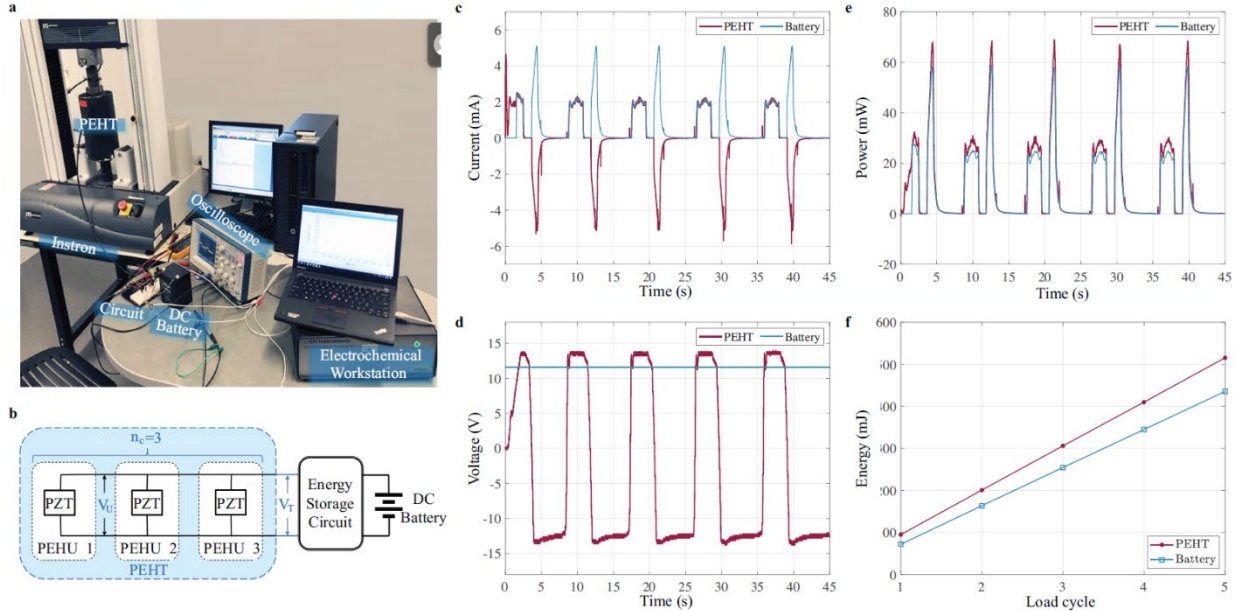 a
PEHT
Oscilloscope
Instron
Circuit
DC
Battery
Electrochemical
Workstation
b
n_c=3
PZT
V_U
PZT
PZT
V_T
PEHU 1
PEHU 2
PEHU 3
PEHT
Energy
Storage
Circuit
DC
Battery
c
PEHT Battery
6
4
2
0
-2
-4
-6
Current (mA)
0 5 10 15 20 25 30 35 40 45
Time (s)
d
PEHT Battery
15
10
5
0
-5
-10
-15
Voltage (V)
0 5 10 15 20 25 30 35 40 45
Time (s)
e
PEHT Battery
80
60
40
20
0
-20
Power (mW)
0 5 10 15 20 25 30 35 40 45
Time (s)
f
600
600
400
200
00
0
Energy (mJ)
1 2 3 4 5
Load cycle
PEHT
Battery